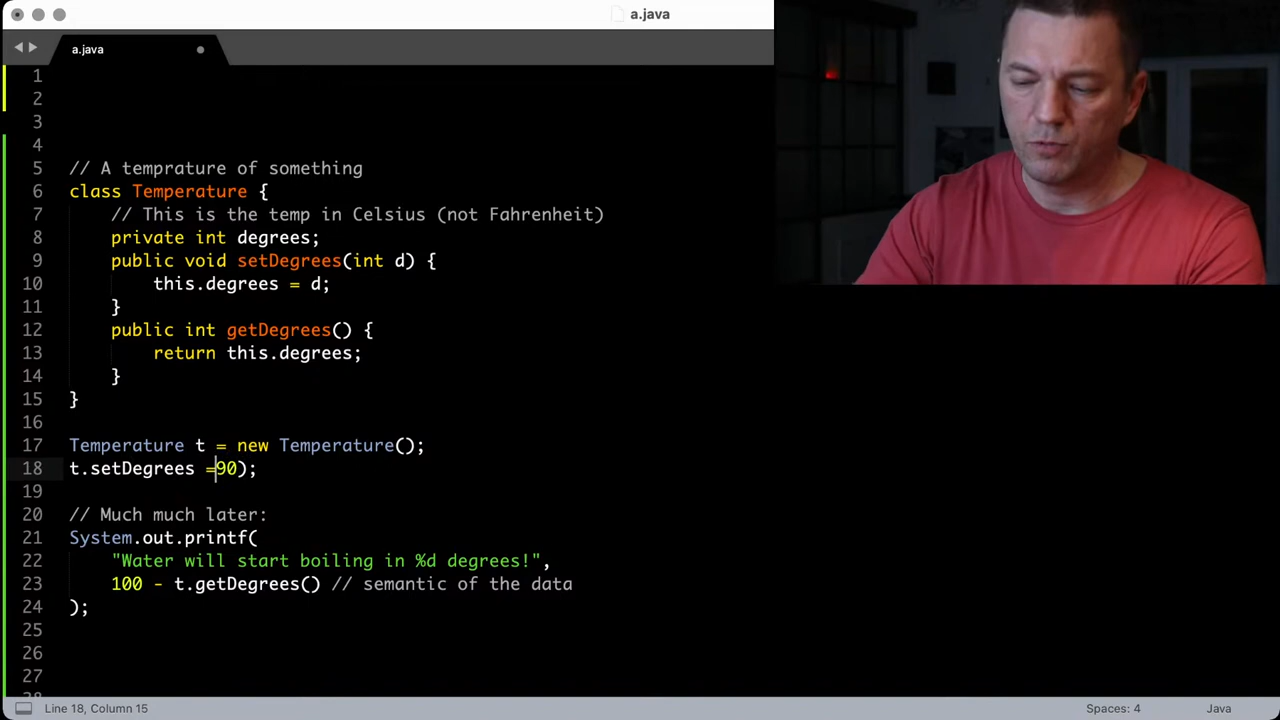 a.java
a.java
1
2
3
4
5 // A temprature of something
6 class Temperature {
7 // This is the temp in Celsius (not Fahrenheit)
8 private int degrees;
9 public void setDegrees(int d) {
10 this.degrees = d;
11 }
12 public int getDegrees() {
13 return this.degrees;
14 }
15 }
16
17 Temperature t = new Temperature();
18 t.setDegrees =90);
19
20 // Much much later:
21 System.out.printf(
22 "Water will start boiling in %d degrees!",
23 100 - t.getDegrees() // semantic of the data
24 );
25
26
27
Line 18, Column 15
Spaces: 4
Java